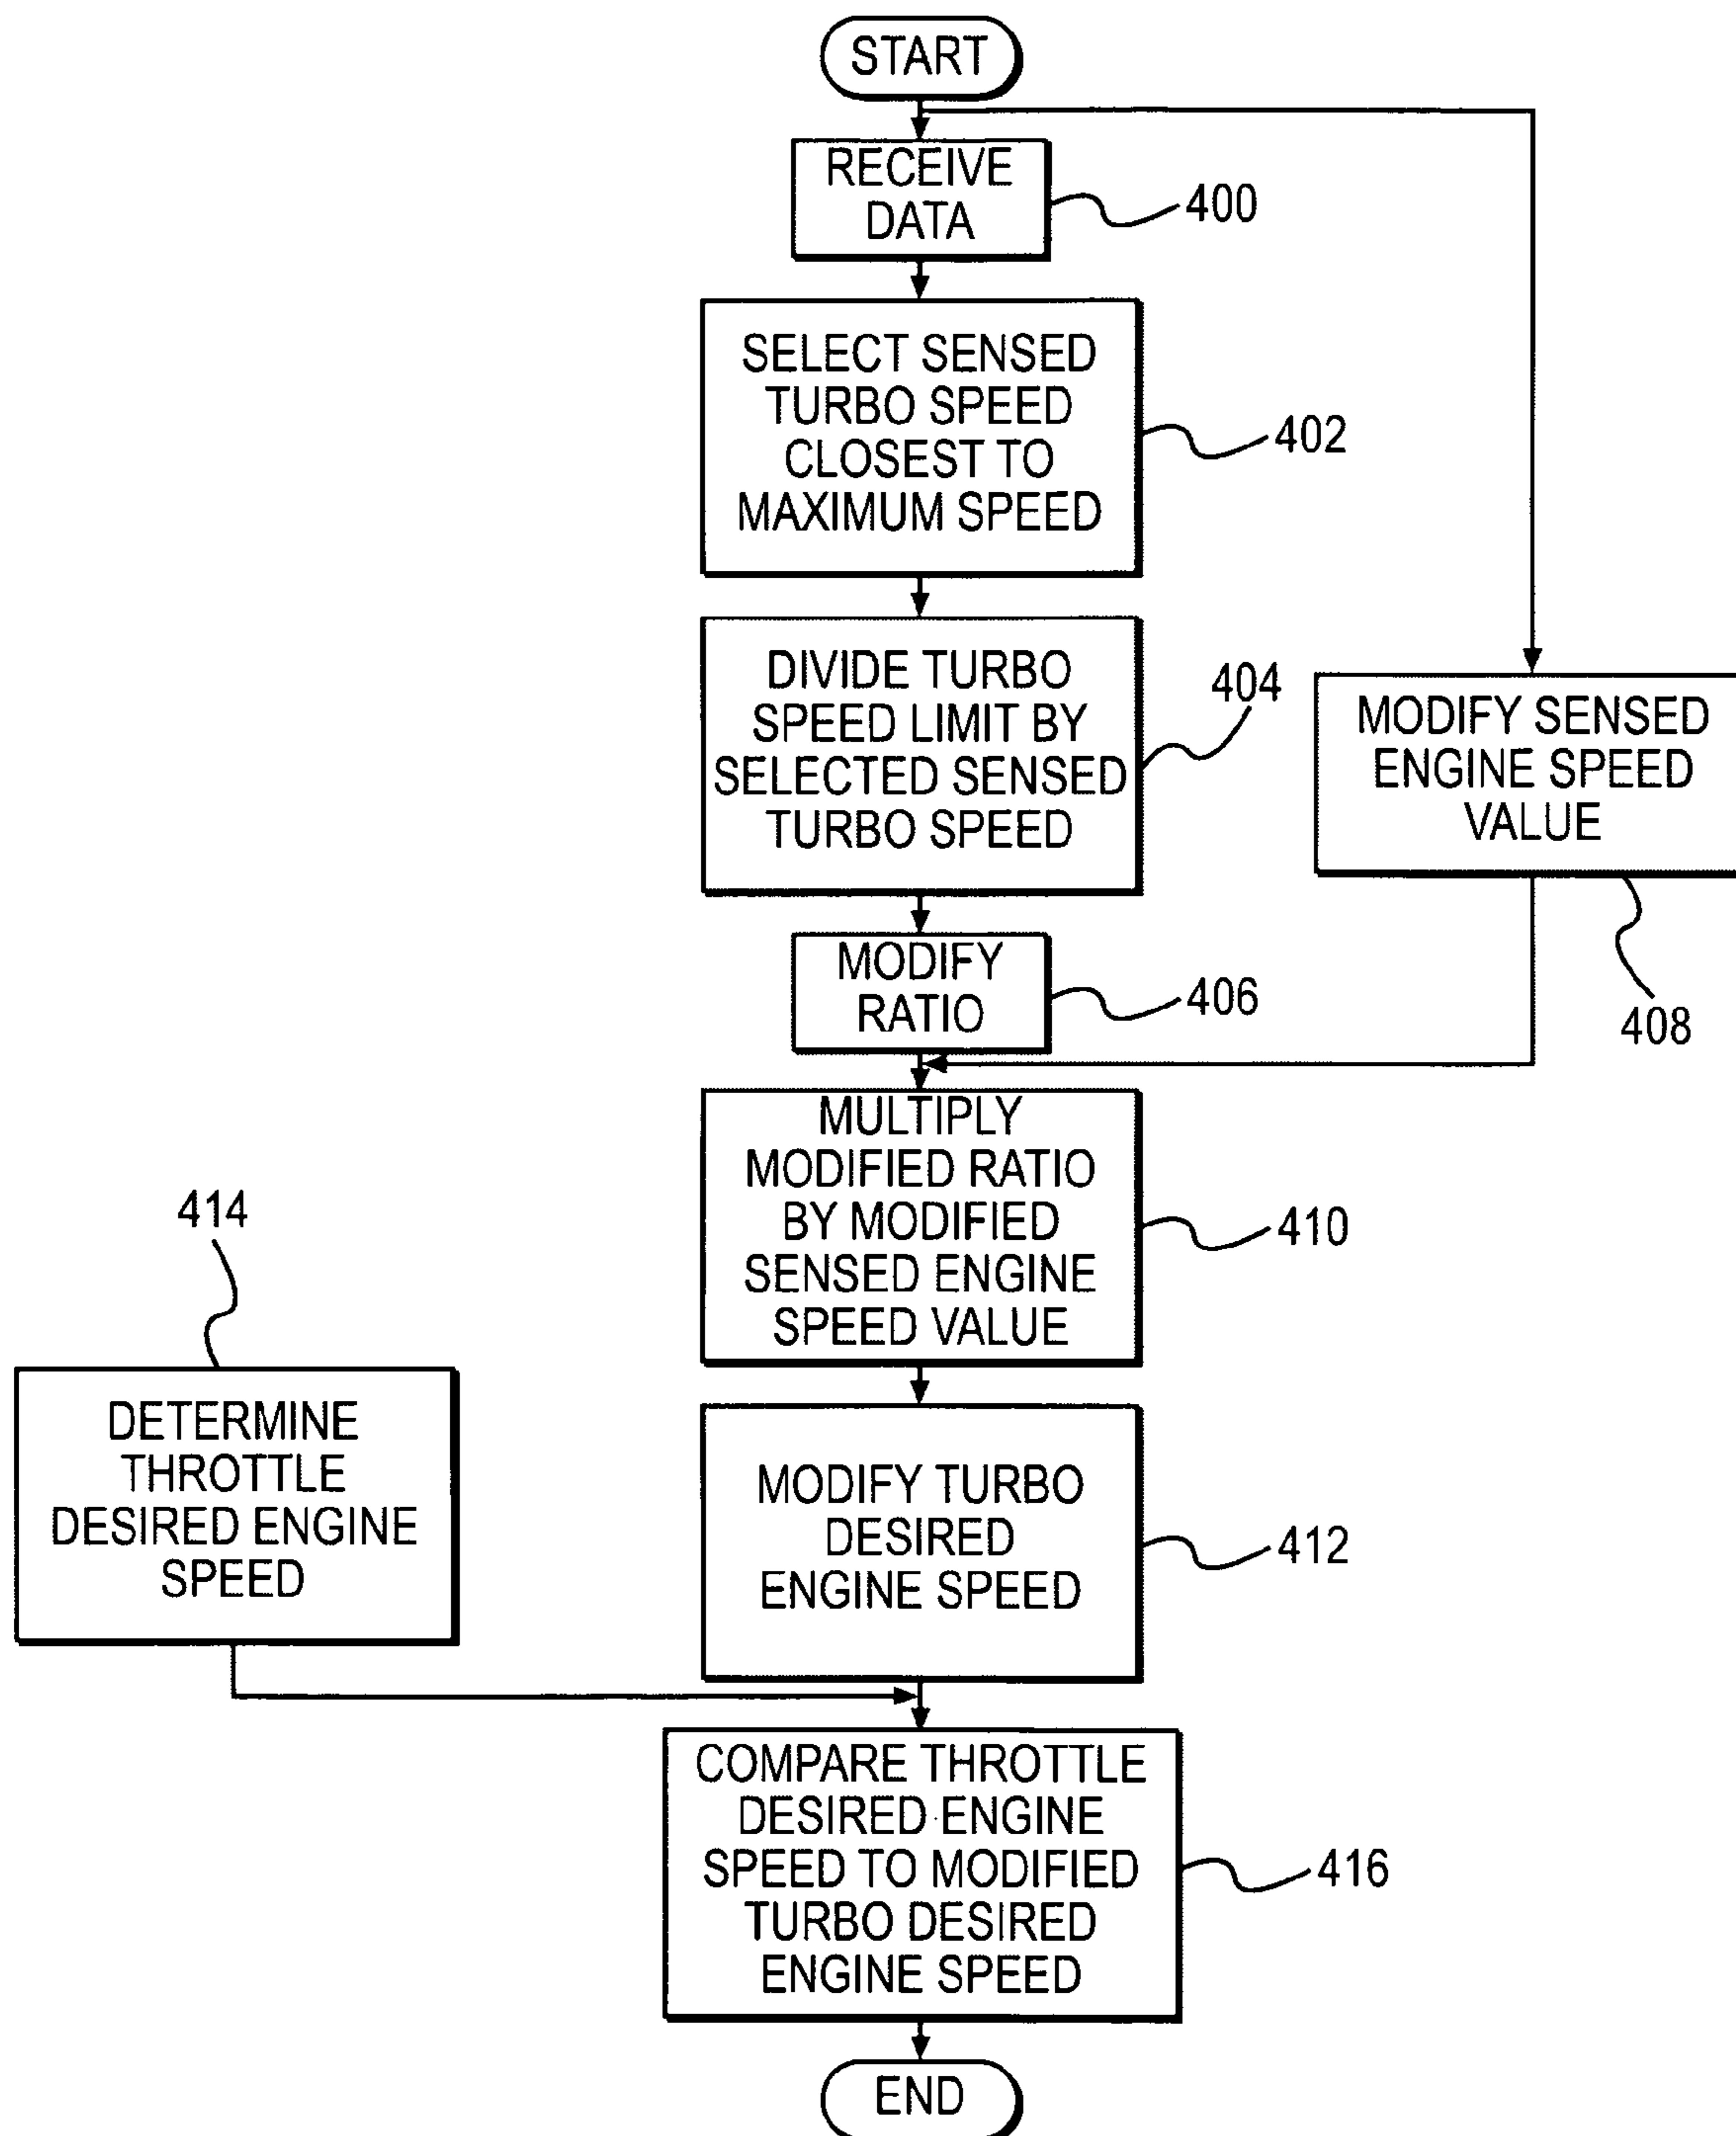 START
RECEIVE
DATA
400
SELECT SENSED
TURBO SPEED
CLOSEST TO
MAXIMUM SPEED
402
DIVIDE TURBO
SPEED LIMIT BY
SELECTED SENSED
TURBO SPEED
404
MODIFY SENSED
ENGINE SPEED
VALUE
408
MODIFY
RATIO
406
MULTIPLY
MODIFIED RATIO
BY MODIFIED
SENSED ENGINE
SPEED VALUE
410
414
DETERMINE
THROTTLE
DESIRED ENGINE
SPEED
MODIFY TURBO
DESIRED
ENGINE SPEED
412
COMPARE THROTTLE
DESIRED ENGINE
SPEED TO MODIFIED
TURBO DESIRED
ENGINE SPEED
416
END